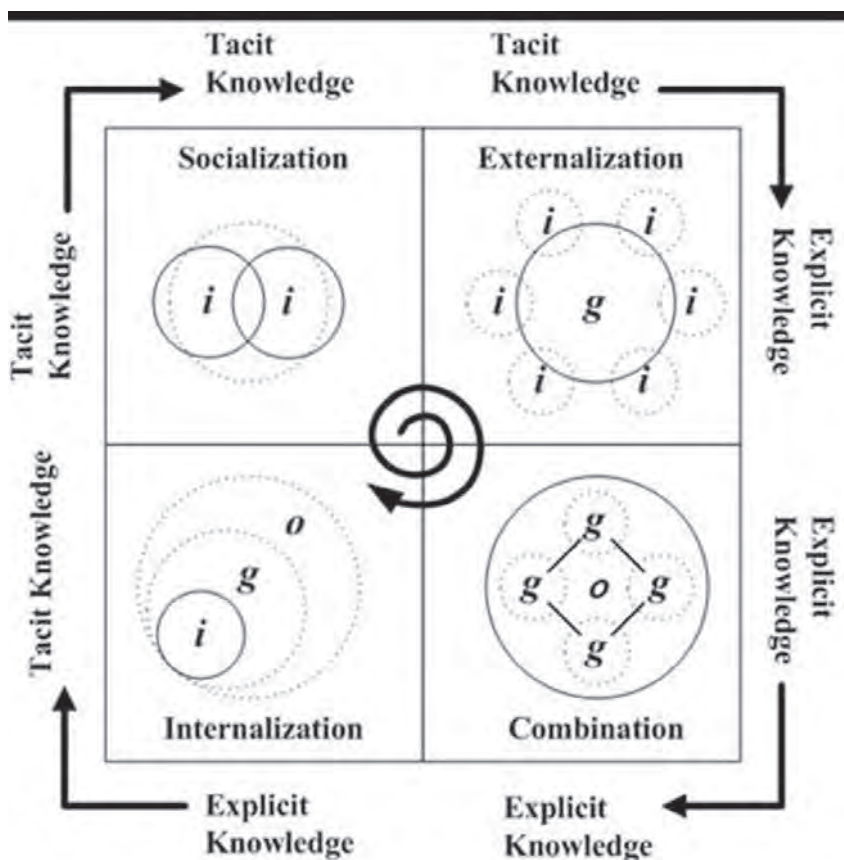 Tacit
Knowledge
Tacit
Knowledge
Socialization
Externalization
i
i
i
i
i
g
i
i
i
Tacit
Knowledge
Explicit
Knowledge
o
g
i
g
g
o
g
g
Tacit Knowledge
Explicit
Knowledge
Internalization
Combination
Explicit
Knowledge
Explicit
Knowledge